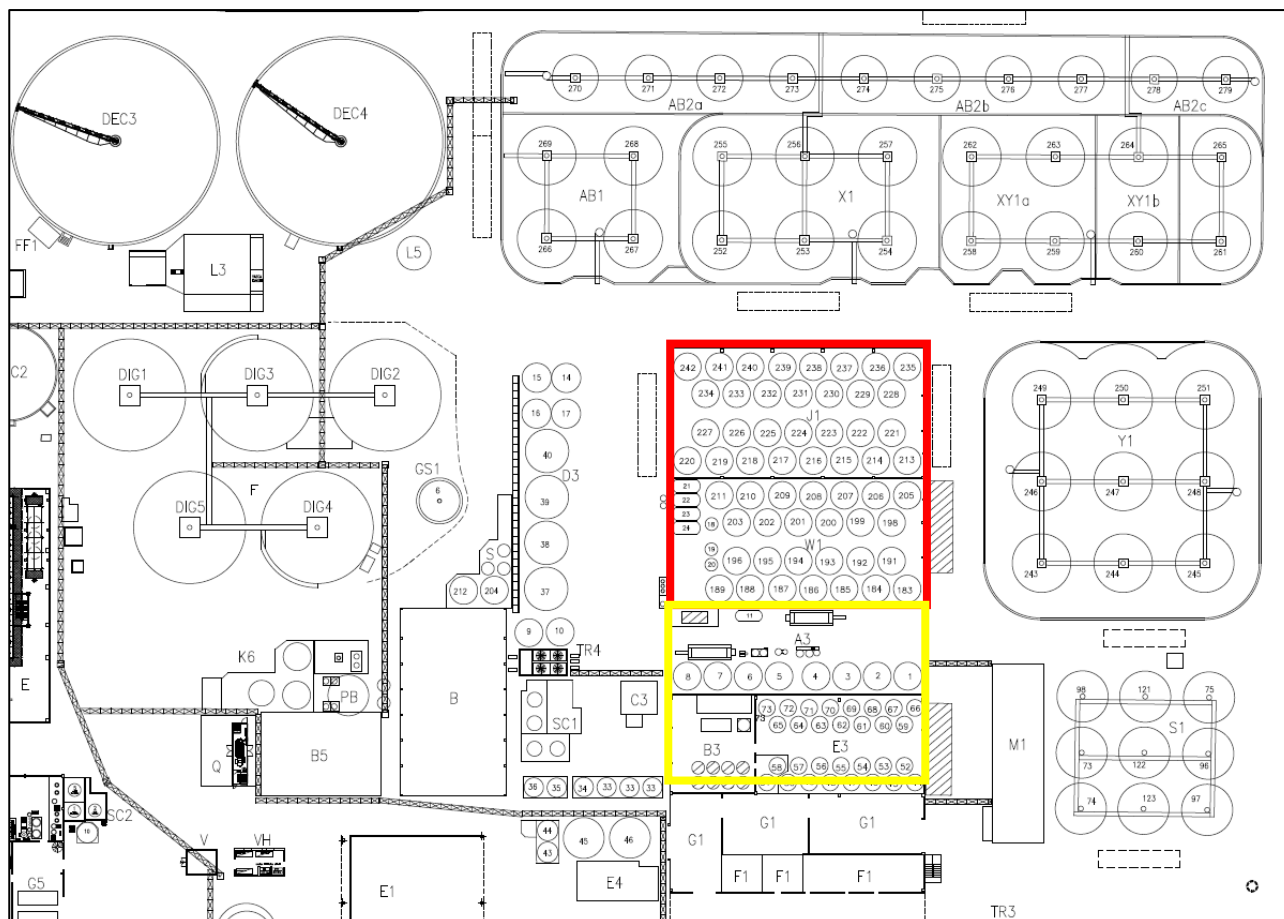 270 271 272 273 274 275 276 277 278 279
AB2a AB2b AB2c
DEC3 DEC4
269 268 255 256 257 262 263 264 265
AB1 X1 XY1a XY1b
266 267 252 253 254 258 259 260 261
FF1 L3 L5
C2 DIG1 DIG3 DIG2
15 14
16 17
40
D3
39
38
37
GS1
6
F
DIG5 DIG4
S
212 204
242 241 240 239 238 237 236 235
234 233 232 231 230 229 228
J1
227 226 225 224 223 222 221
220 219 218 217 216 215 214 213
21
22
23
24
211 210 209 208 207 206 205
18 203 202 201 200 199 198
W1
19
20
196 195 194 193 192 191
189 188 187 186 185 184 183
249 250 251
Y1
246 247 248
243 244 245
9 10
TR4
11
A3
8 7 6 5 4 3 2 1
K6
PB
E
B
SC1
C3
B5
Q
73 72 71 70 69 68 67 66
73
65 64 63 62 61 60 59
B3 E3
58 57 56 55 54 53 52
M1
98 121 75
S1
73 122 96
74 123 97
36 35 34 33 33 33
SC2
10
44
43
45 46
V VH
G5
E1
E4
G1 G1 G1
F1 F1 F1
TR3